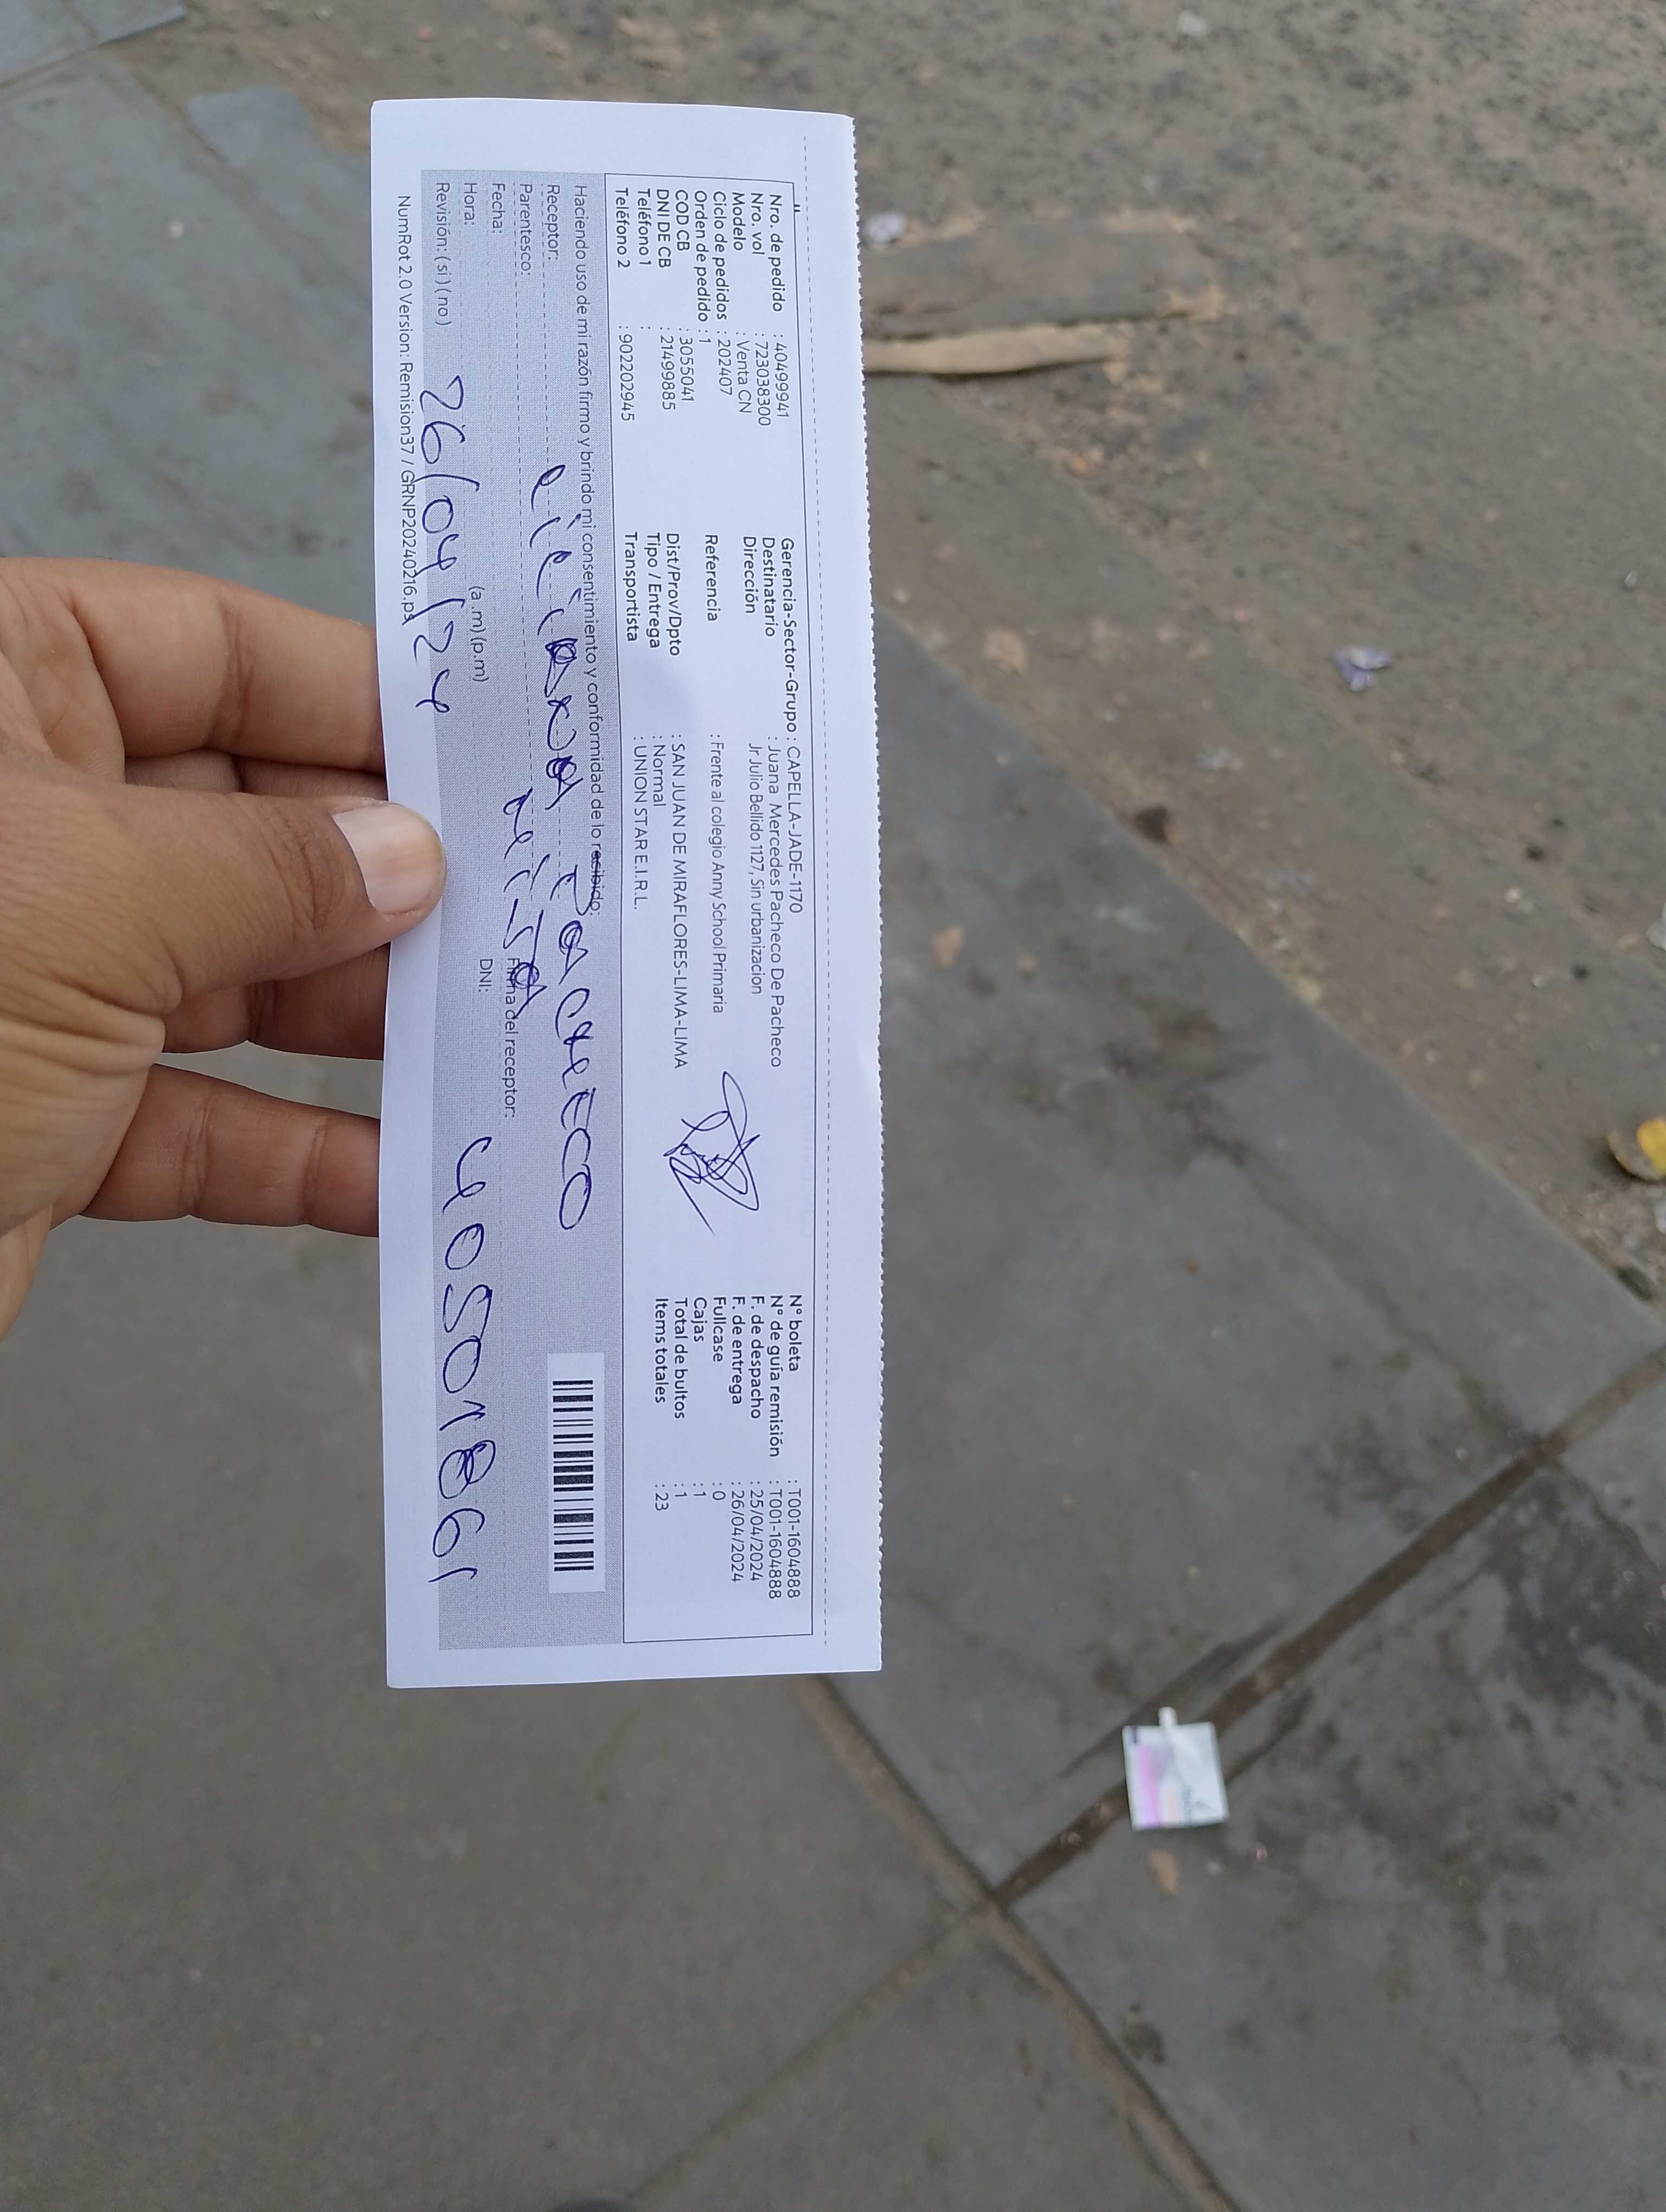 Nro. de pedido : 40499941
Nro. vol : 723038300
Modelo : Venta CN
Ciclo de pedidos : 202407
Orden de pedido : 1
COD CB : 3055041
DNI DE CB : 21499885
Teléfono 1 :
Teléfono 2 : 902202945
Gerencia-Sector-Grupo : CAPELLA-JADE-1170
Destinatario : Juana Mercedes Pacheco De Pacheco
Dirección Jr Julio Bellido 1127, Sin urbanizacion
Referencia : Frente al colegio Anny School Primaria
Dist/Prov/Dpto : SAN JUAN DE MIRAFLORES-LIMA-LIMA
Tipo / Entrega : Normal
Transportista : UNION STAR E.I.R.L.
N° boleta : T001-1604888
N° de guía remisión : T001-1604888
F. de despacho : 25/04/2024
F. de entrega : 26/04/2024
Fullcase : 0
Cajas : 1
Total de bultos : 1
Items totales : 23
Haciendo uso de mi razón firmo y brindo mi consentimiento y conformidad de lo recibido:
Receptor: PACHECO
Parentesco:
Firma del receptor:
Fecha:
DNI: 40501861
Hora: (a .m) (p.m)
Revisión: ( si ) ( no ) 26/04/24
NumRot 2.0 Version: Remision37 / GRNP20240216.ps